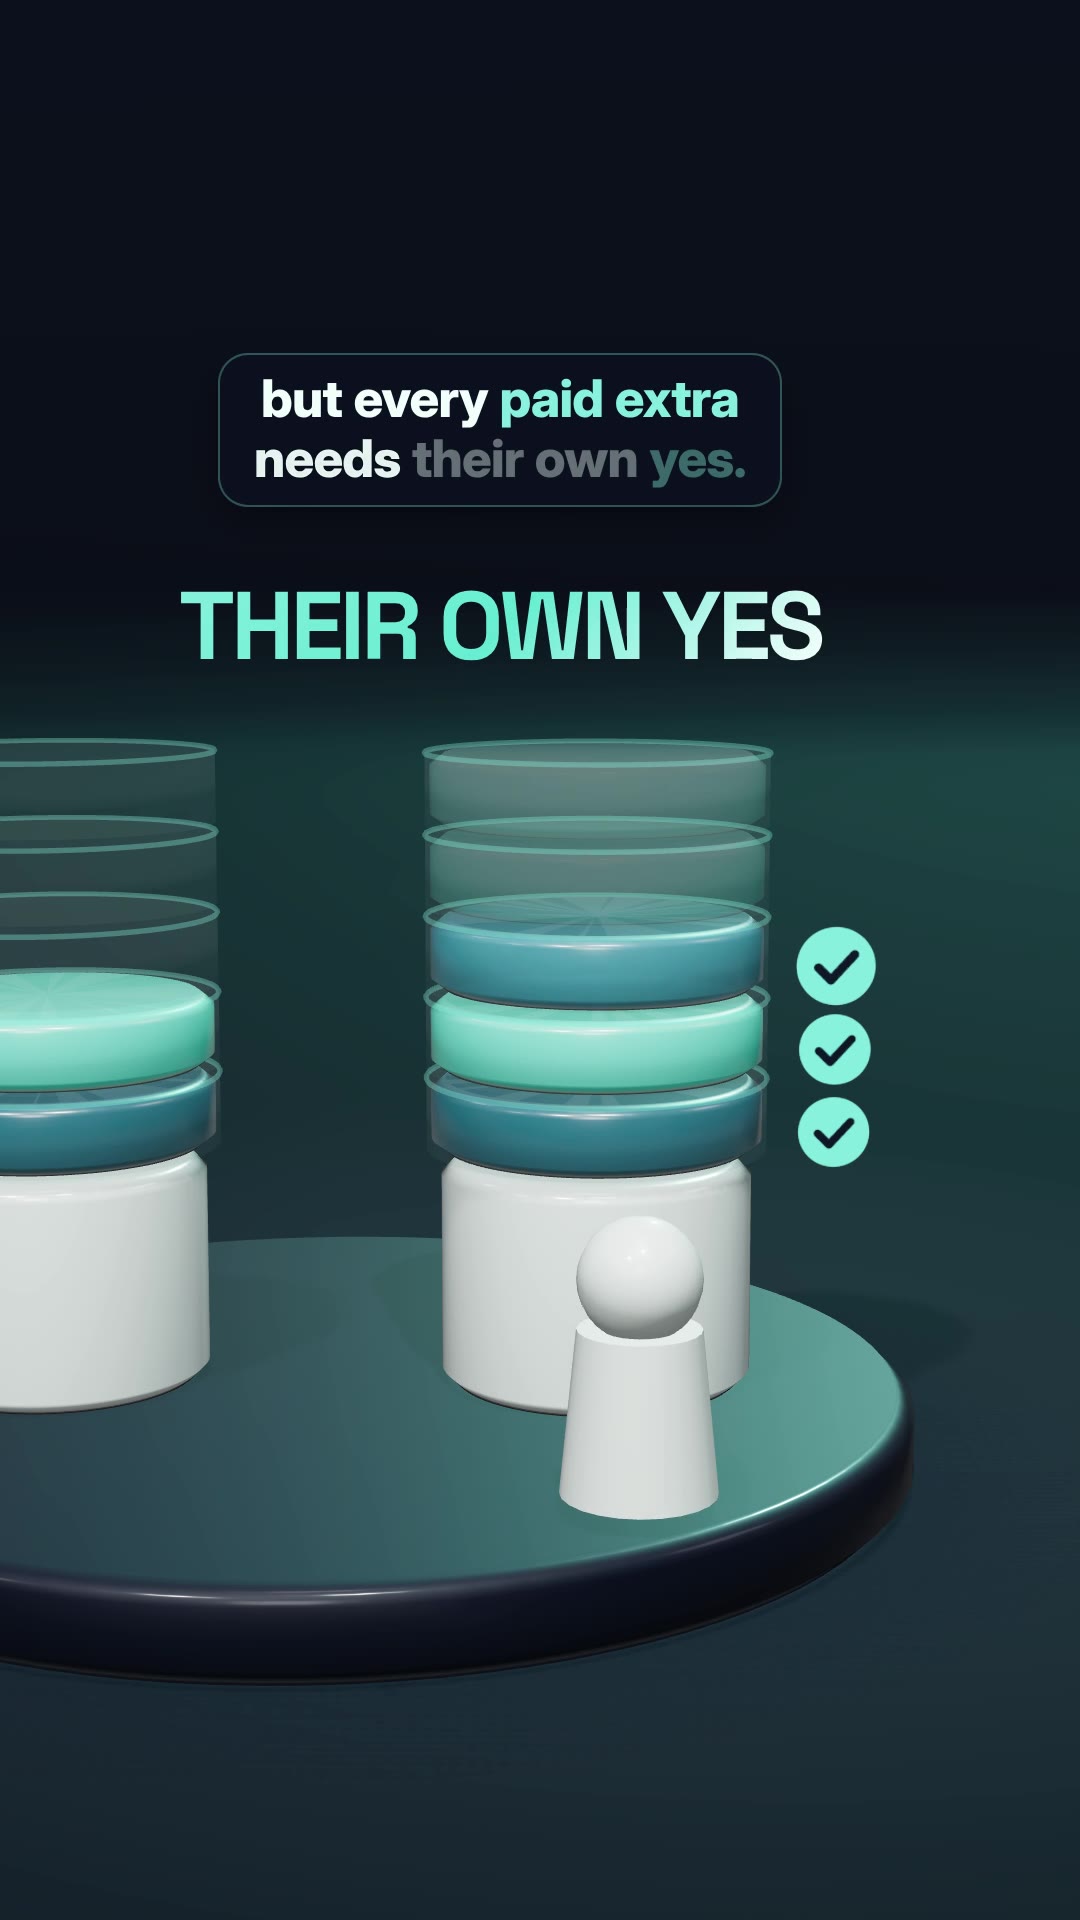 but every paid extra
needs their own yes.
THEIR OWN YES